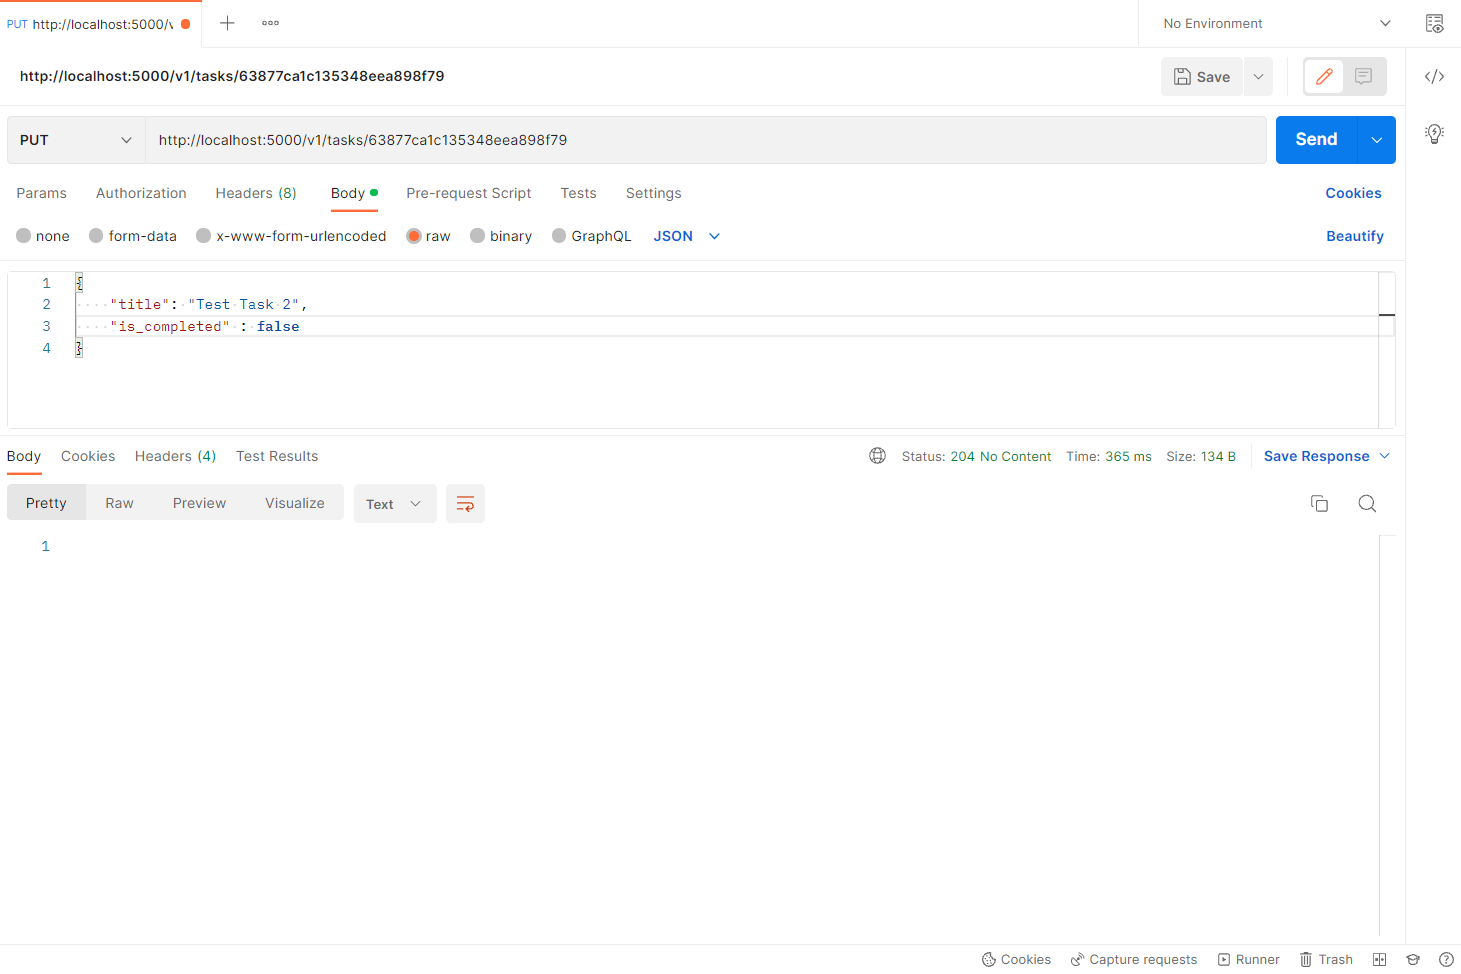 PUT http://localhost:5000/v
No Environment
http://localhost:5000/v1/tasks/63877ca1c135348eea898f79
Save
PUT
http://localhost:5000/v1/tasks/63877ca1c135348eea898f79
Send
Params Authorization Headers (8) Body Pre-request Script Tests Settings Cookies
none form-data x-www-form-urlencoded raw binary GraphQL JSON Beautify
1 {
2 "title": "Test Task 2",
3 "is_completed" : false
4 }
Body Cookies Headers (4) Test Results Status: 204 No Content Time: 365 ms Size: 134 B Save Response
Pretty Raw Preview Visualize Text
1
Cookies Capture requests Runner Trash